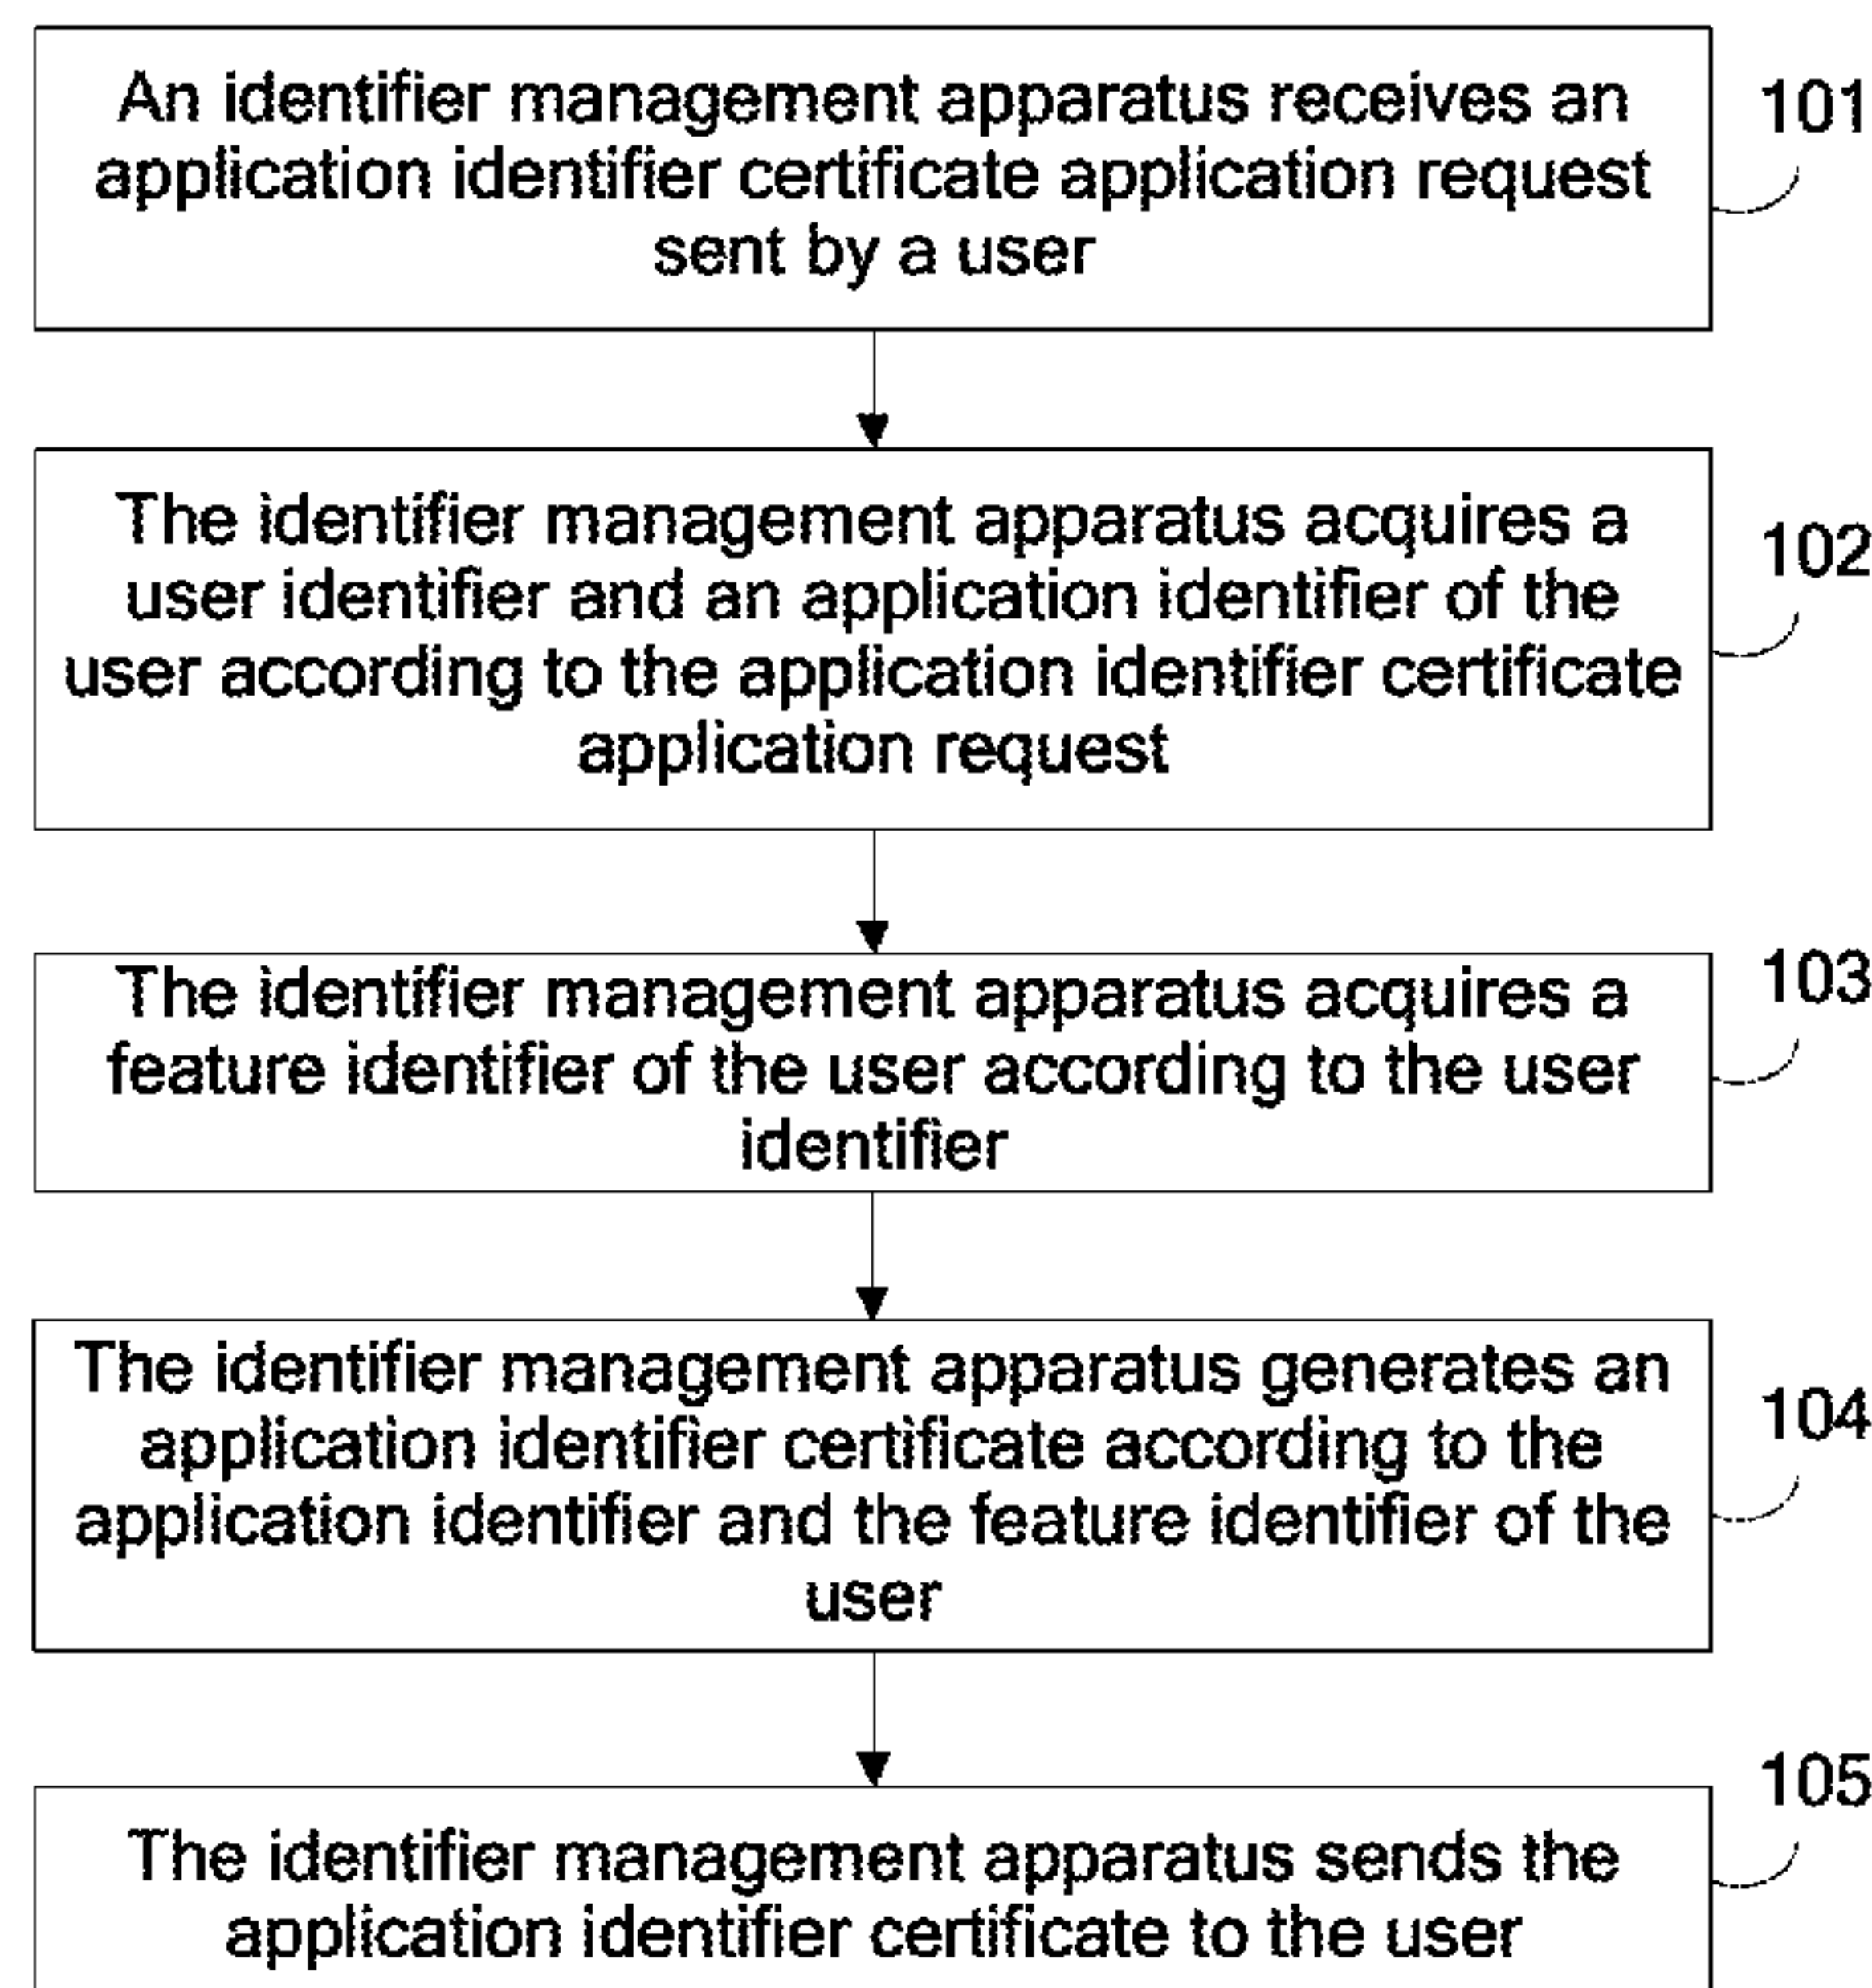 An identifier management apparatus receives an
application identifier certificate application request
sent by a user
101
The identifier management apparatus acquires a
user identifier and an application identifier of the
user according to the application identifier certificate
application request
102
The identifier management apparatus acquires a
feature identifier of the user according to the user
identifier
103
The identifier management apparatus generates an
application identifier certificate according to the
application identifier and the feature identifier of the
user
104
The identifier management apparatus sends the
application identifier certificate to the user
105